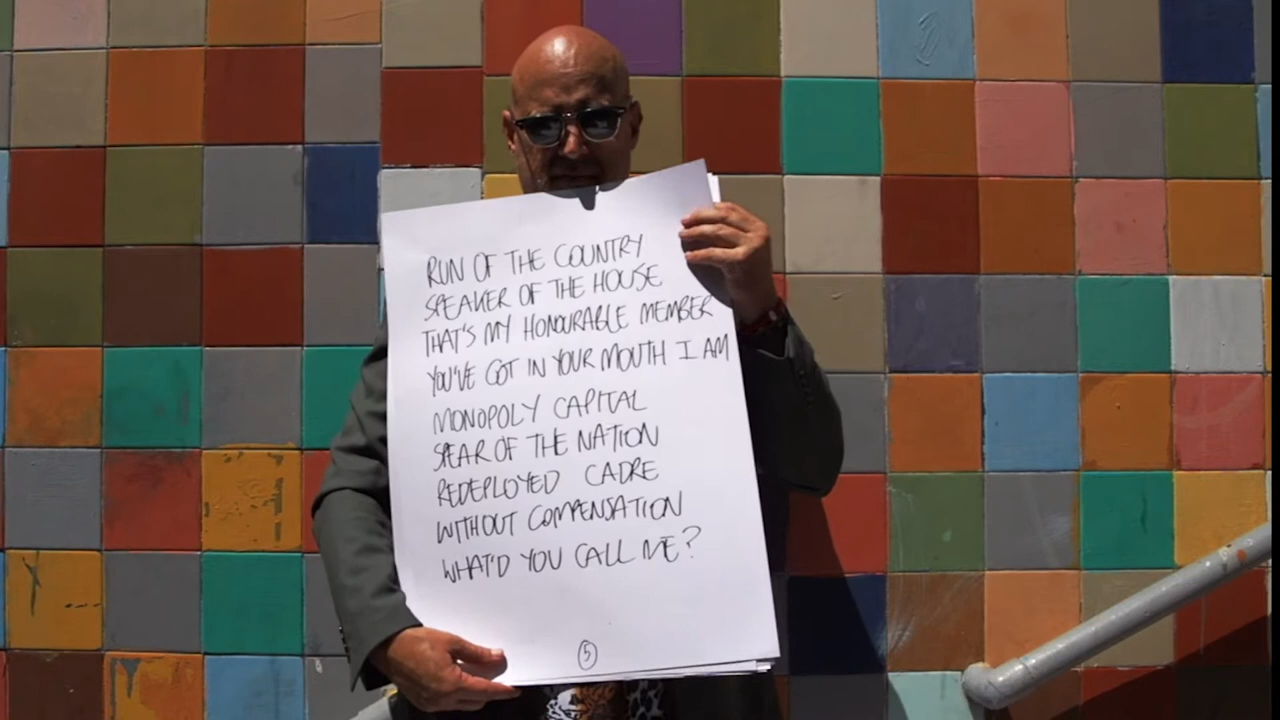 RUN OF THE COUNTRY
SPEAKER OF THE HOUSE
THAT'S MY HONOURABLE MEMBER
YOU'VE GOT IN YOUR MOUTH I AM
MONOPOLY CAPITAL
SPEAR OF THE NATION
REDEPLOYED CADRE
WITHOUT COMPENSATION
WHAT'D YOU CALL ME?
5